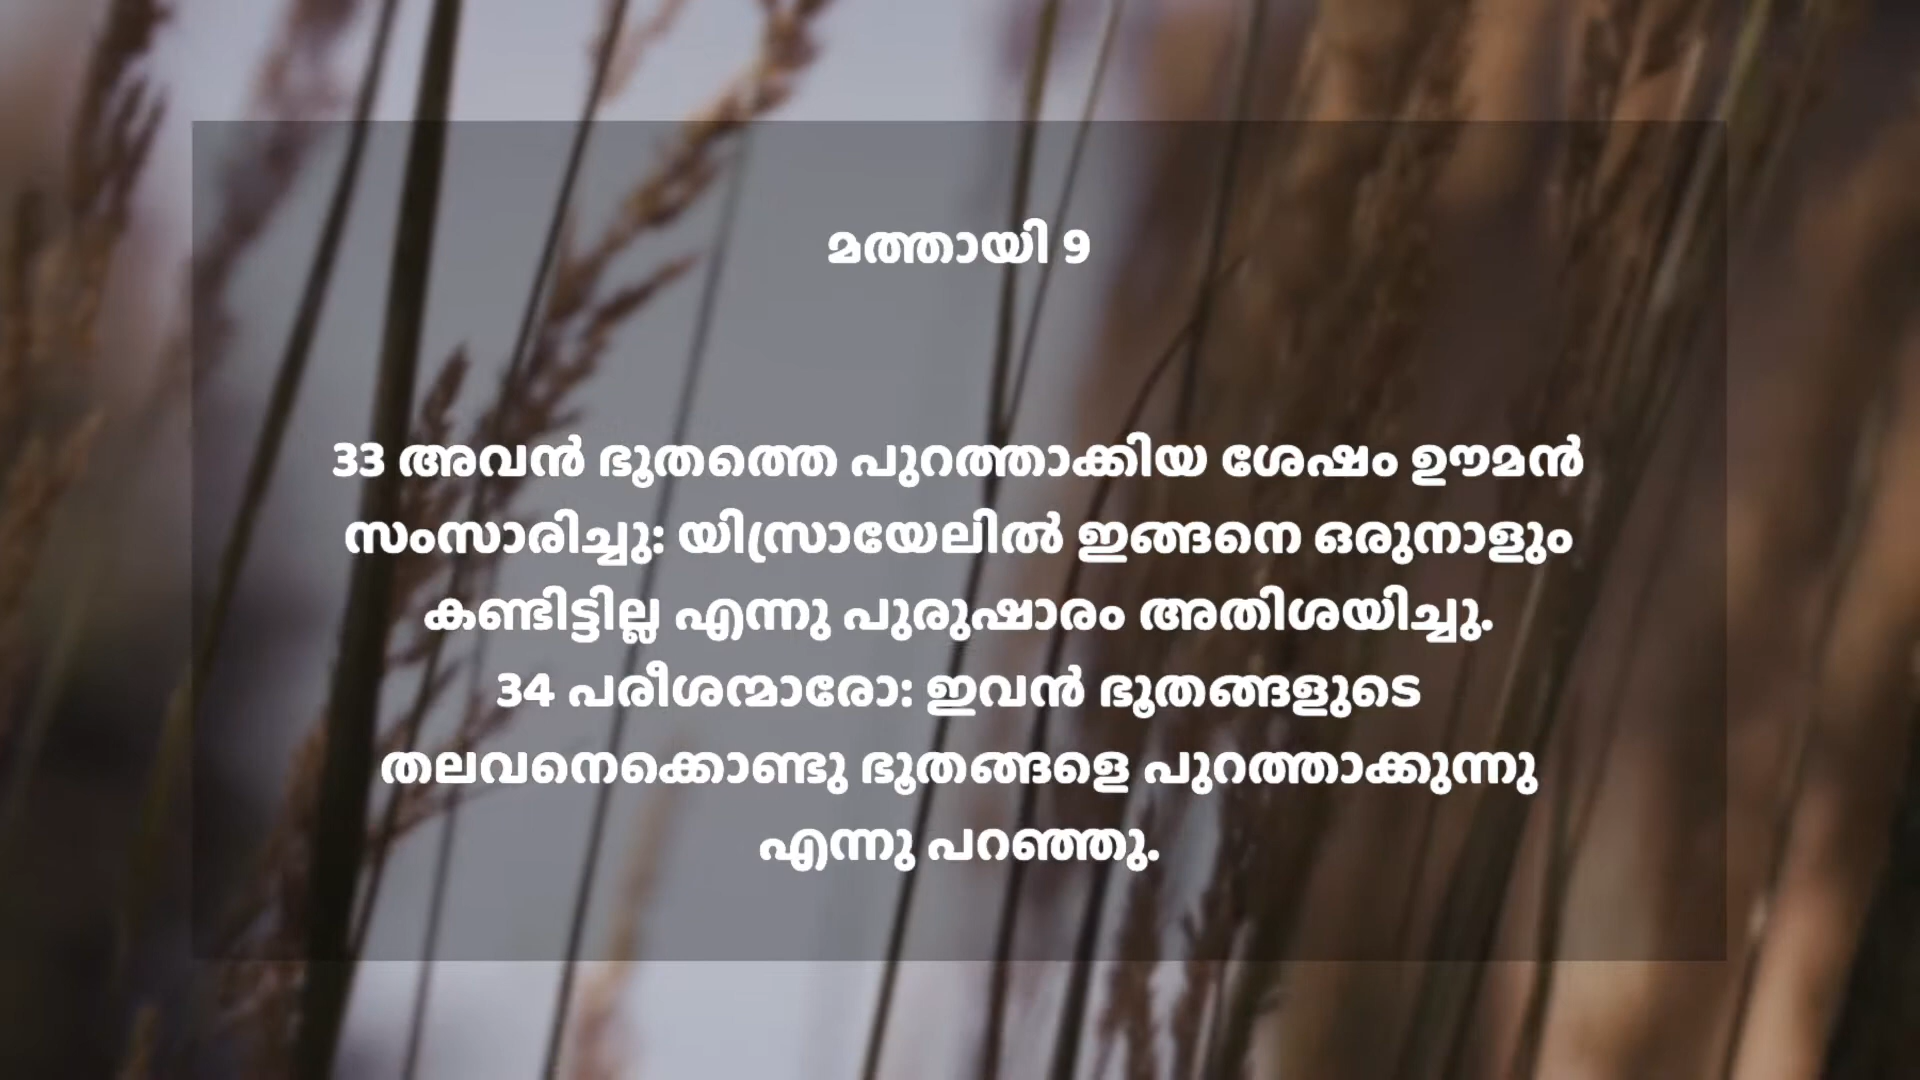 മത്തായി 9
33 അവൻ ഭൂതത്തെ പുറത്താക്കിയ ശേഷം ഊമൻ
സംസാരിച്ചു: യിസ്രായേലിൽ ഇങ്ങനെ ഒരുനാളും
കണ്ടിട്ടില്ല എന്നു പുരുഷാരം അതിശയിച്ചു.
34 പരീശന്മാരോ: ഇവൻ ഭൂതങ്ങളുടെ
തലവനെക്കൊണ്ടു ഭൂതങ്ങളെ പുറത്താക്കുന്നു
എന്നു പറഞ്ഞു.